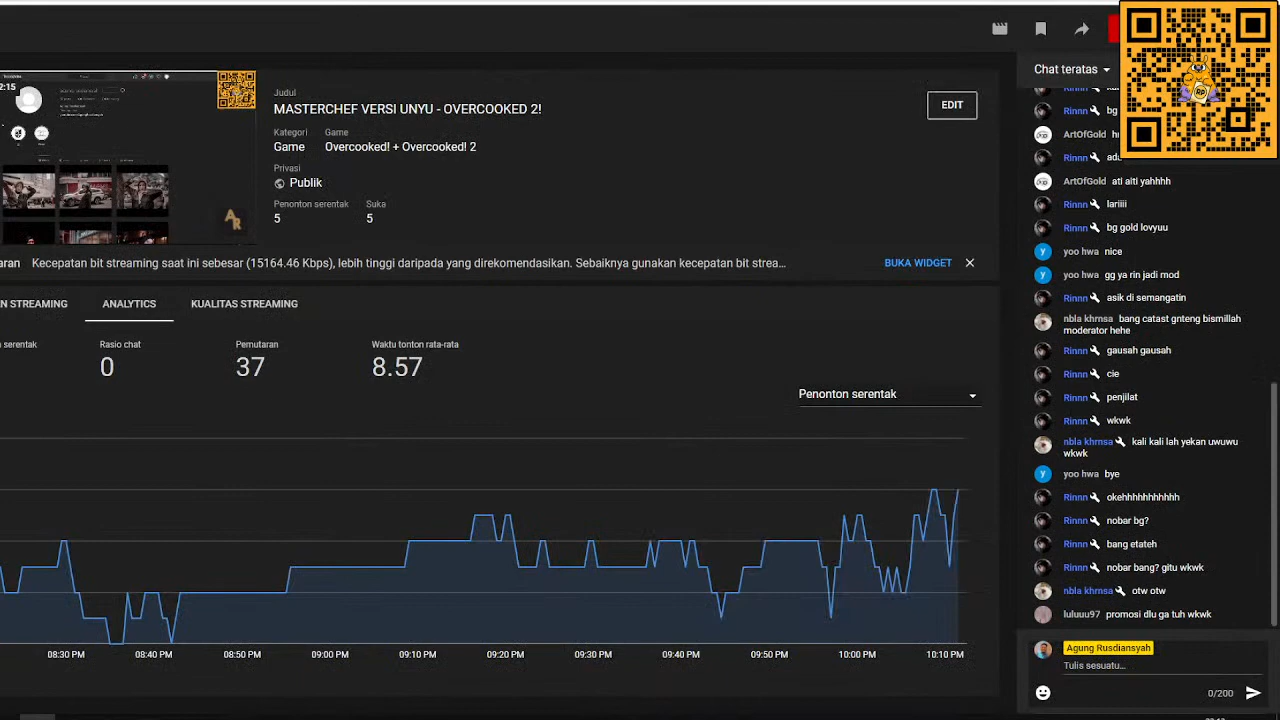 2:15
Judul
MASTERCHEF VERSI UNYU - OVERCOOKED 2!
EDIT
Kategori Game
Game Overcooked! + Overcooked! 2
Privasi
Publik
Penonton serentak Suka
5 5
aran Kecepatan bit streaming saat ini sebesar (15164.46 Kbps), lebih tinggi daripada yang direkomendasikan. Sebaiknya gunakan kecepatan bit strea... BUKA WIDGET
N STREAMING ANALYTICS KUALITAS STREAMING
serentak Rasio chat Pemutaran Waktu tonton rata-rata
0 37 8.57
Penonton serentak
08:30 PM 08:40 PM 08:50 PM 09:00 PM 09:10 PM 09:20 PM 09:30 PM 09:40 PM 09:50 PM 10:00 PM 10:10 PM
Chat teratas
RP
Rinnn bg
ArtOfGold
Rinnn
ArtOfGold ati aiti yahhhh
Rinnn lariiii
Rinnn bg gold lovyuu
yoo hwa nice
yoo hwa gg ya rin jadi mod
Rinnn asik di semangatin
nbla khrnsa bang catast gnteng bismillah
moderator hehe
Rinnn gausah gausah
Rinnn cie
Rinnn penjilat
Rinnn wkwk
nbla khrnsa kali kali lah yekan uwuwu
wkwk
yoo hwa bye
Rinnn okehhhhhhhhhhh
Rinnn nobar bg?
Rinnn bang etateh
Rinnn nobar bang? gitu wkwk
nbla khrnsa otw otw
luluuu97 promosi dlu ga tuh wkwk
Agung Rusdiansyah
Tulis sesuatu...
0/200